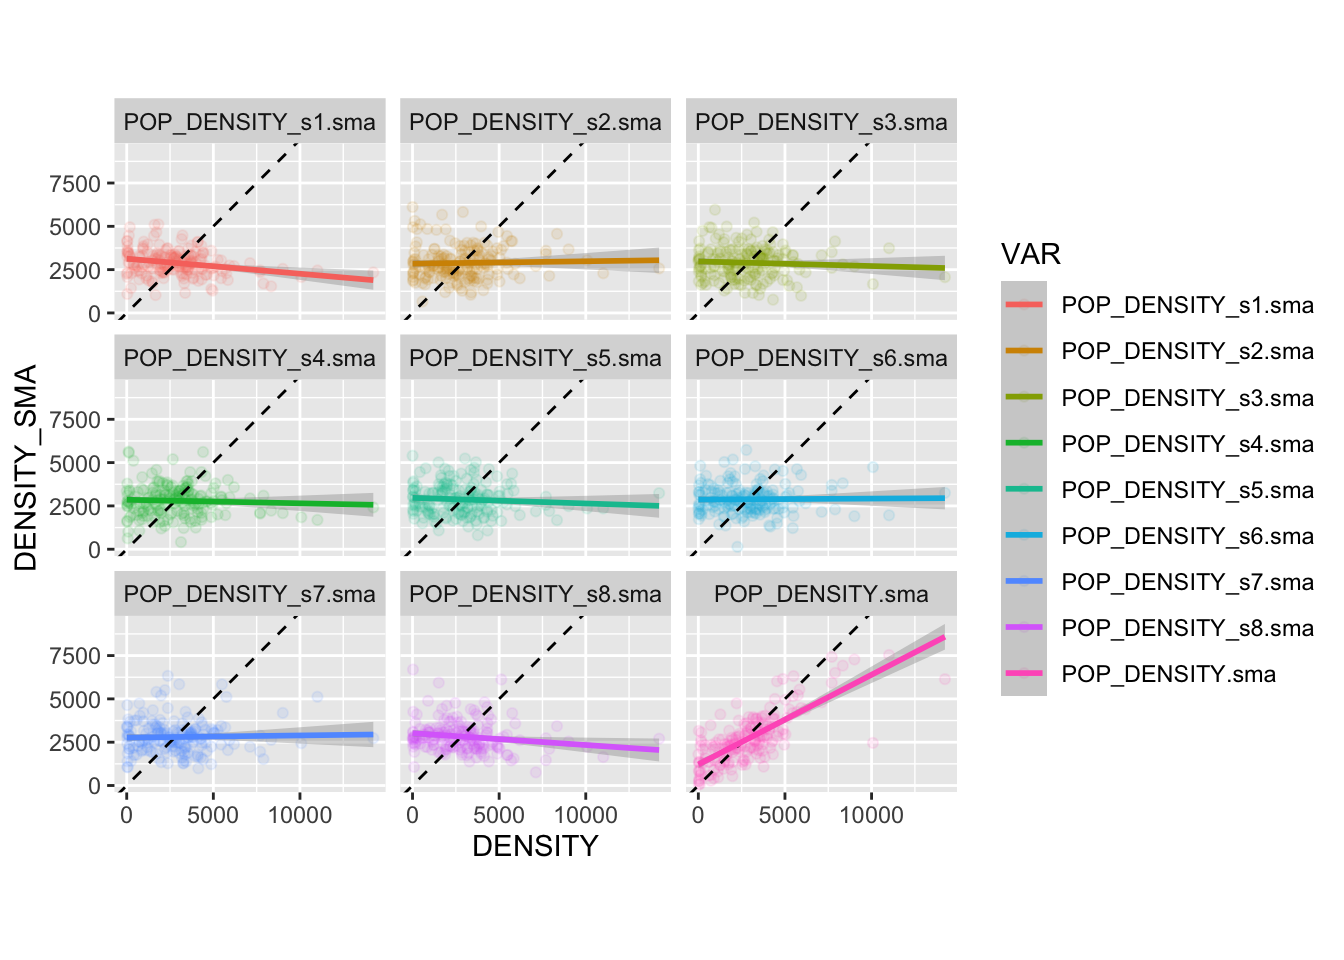 POP_DENSITY_s1.sma POP_DENSITY_s2.sma POP_DENSITY_s3.sma
7500
5000
2500
0
POP_DENSITY_s4.sma POP_DENSITY_s5.sma POP_DENSITY_s6.sma
7500
5000
2500
0
POP_DENSITY_s7.sma POP_DENSITY_s8.sma POP_DENSITY.sma
7500
5000
2500
0
0 5000 10000 0 5000 10000 0 5000 10000
DENSITY
DENSITY_SMA
VAR
POP_DENSITY_s1.sma
POP_DENSITY_s2.sma
POP_DENSITY_s3.sma
POP_DENSITY_s4.sma
POP_DENSITY_s5.sma
POP_DENSITY_s6.sma
POP_DENSITY_s7.sma
POP_DENSITY_s8.sma
POP_DENSITY.sma